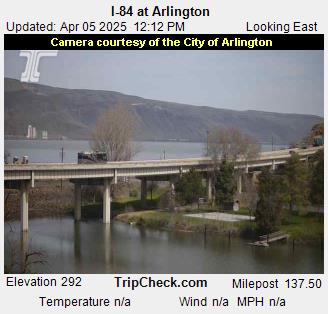 I-84 at Arlington
Updated: Apr 05 2025 12:12 PM Looking East
Camera courtesy of the City of Arlington
Elevation 292 TripCheck.com Milepost 137.50
Temperature n/a Wind n/a MPH n/a